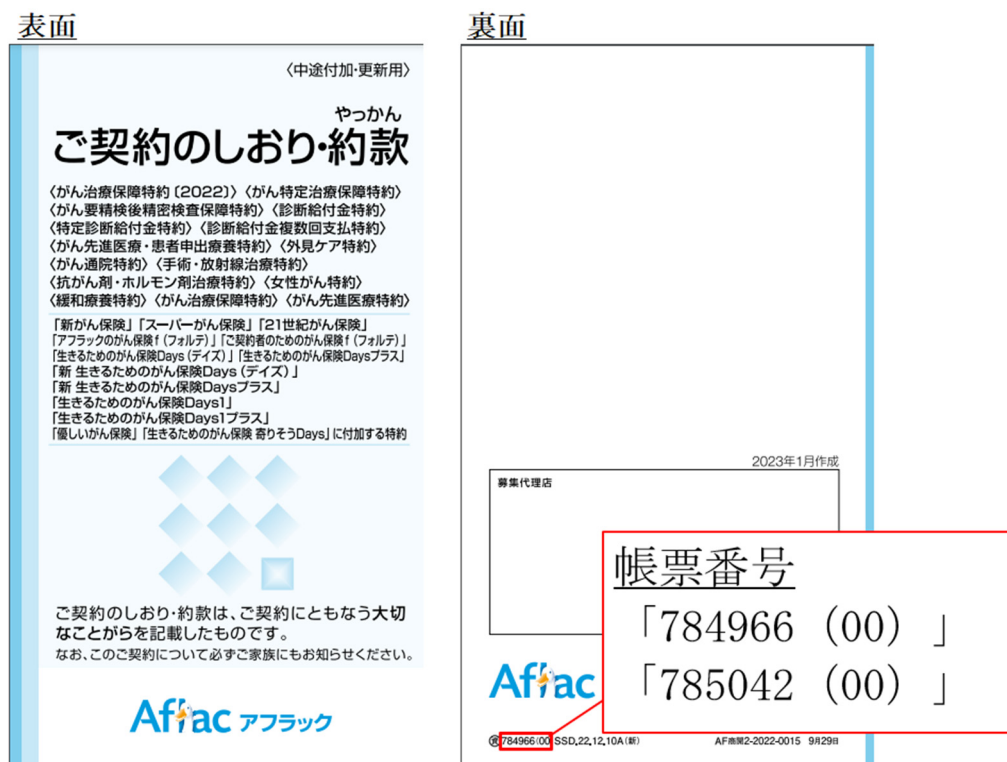 表面
〈中途付加・更新用〉
やっかん
ご契約のしおり・約款
〈がん治療保障特約〔2022〕〉〈がん特定治療保障特約〉
〈がん要精検後精密検査保障特約〉〈診断給付金特約〉
〈特定診断給付金特約〉〈診断給付金複数回支払特約〉
〈がん先進医療・患者申出療養特約〉〈外見ケア特約〉
〈がん通院特約〉〈手術・放射線治療特約〉
〈抗がん剤・ホルモン剤治療特約〉〈女性がん特約〉
〈緩和療養特約〉〈がん治療保障特約〉〈がん先進医療特約〉
「新がん保険」「スーパーがん保険」「21世紀がん保険」
「アフラックのがん保険f(フォルテ)」「ご契約者のためのがん保険f(フォルテ)」
「生きるためのがん保険Days(デイズ)」「生きるためのがん保険Daysプラス」
「新 生きるためのがん保険Days(デイズ)」
「新 生きるためのがん保険Daysプラス」
「生きるためのがん保険Days1」
「生きるためのがん保険Days1プラス」
「優しいがん保険」「生きるためのがん保険 寄りそうDays」に付加する特約
ご契約のしおり・約款は、ご契約にともなう大切
なことがらを記載したものです。
なお、このご契約について必ずご家族にもお知らせください。
Aflac アフラック
裏面
2023年1月作成
募集代理店
帳票番号
「784966（00）」
「785042（00）」
Aflac
784966(00 SSD.22.12.10A(新)
AF商開2-2022-0015 9月29日